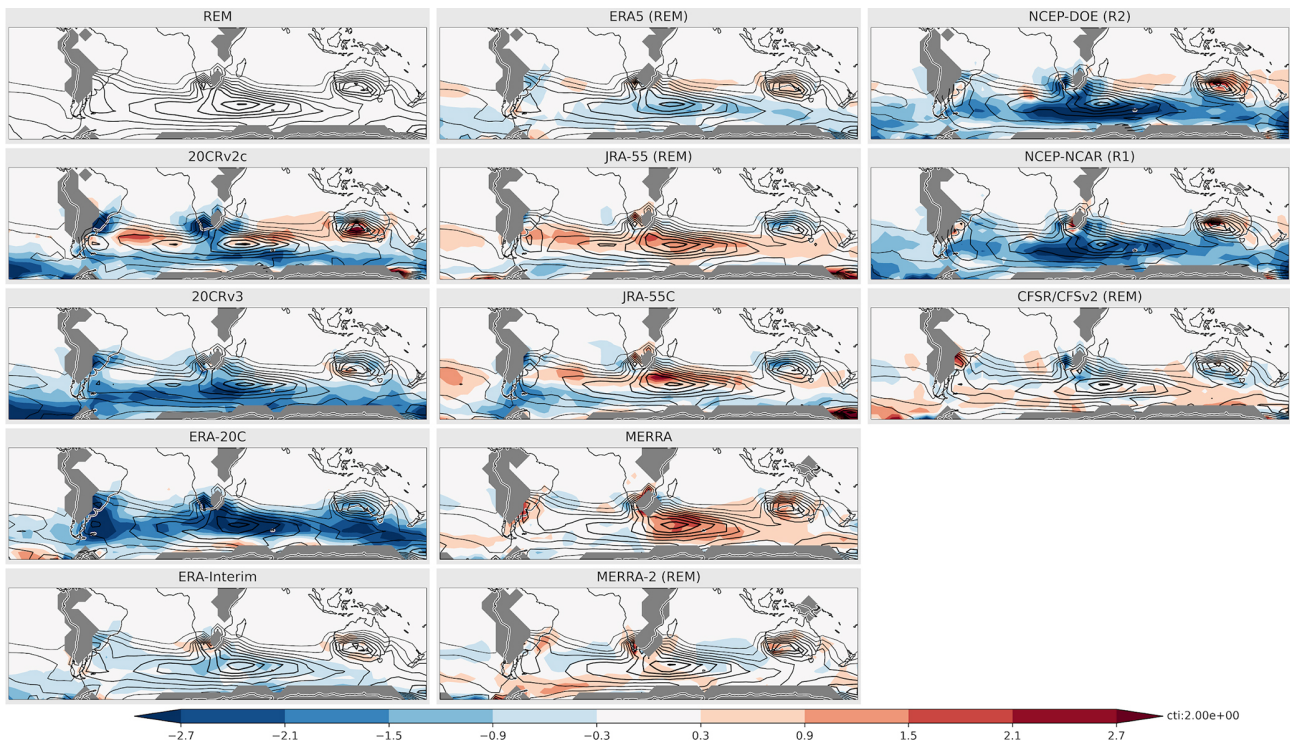 REM
ERA5 (REM)
NCEP-DOE (R2)
20CRv2c
JRA-55 (REM)
NCEP-NCAR (R1)
20CRv3
JRA-55C
CFSR/CFSv2 (REM)
ERA-20C
MERRA
ERA-Interim
MERRA-2 (REM)
cti:2.00e+00
−2.7 −2.1 −1.5 −0.9 −0.3 0.3 0.9 1.5 2.1 2.7